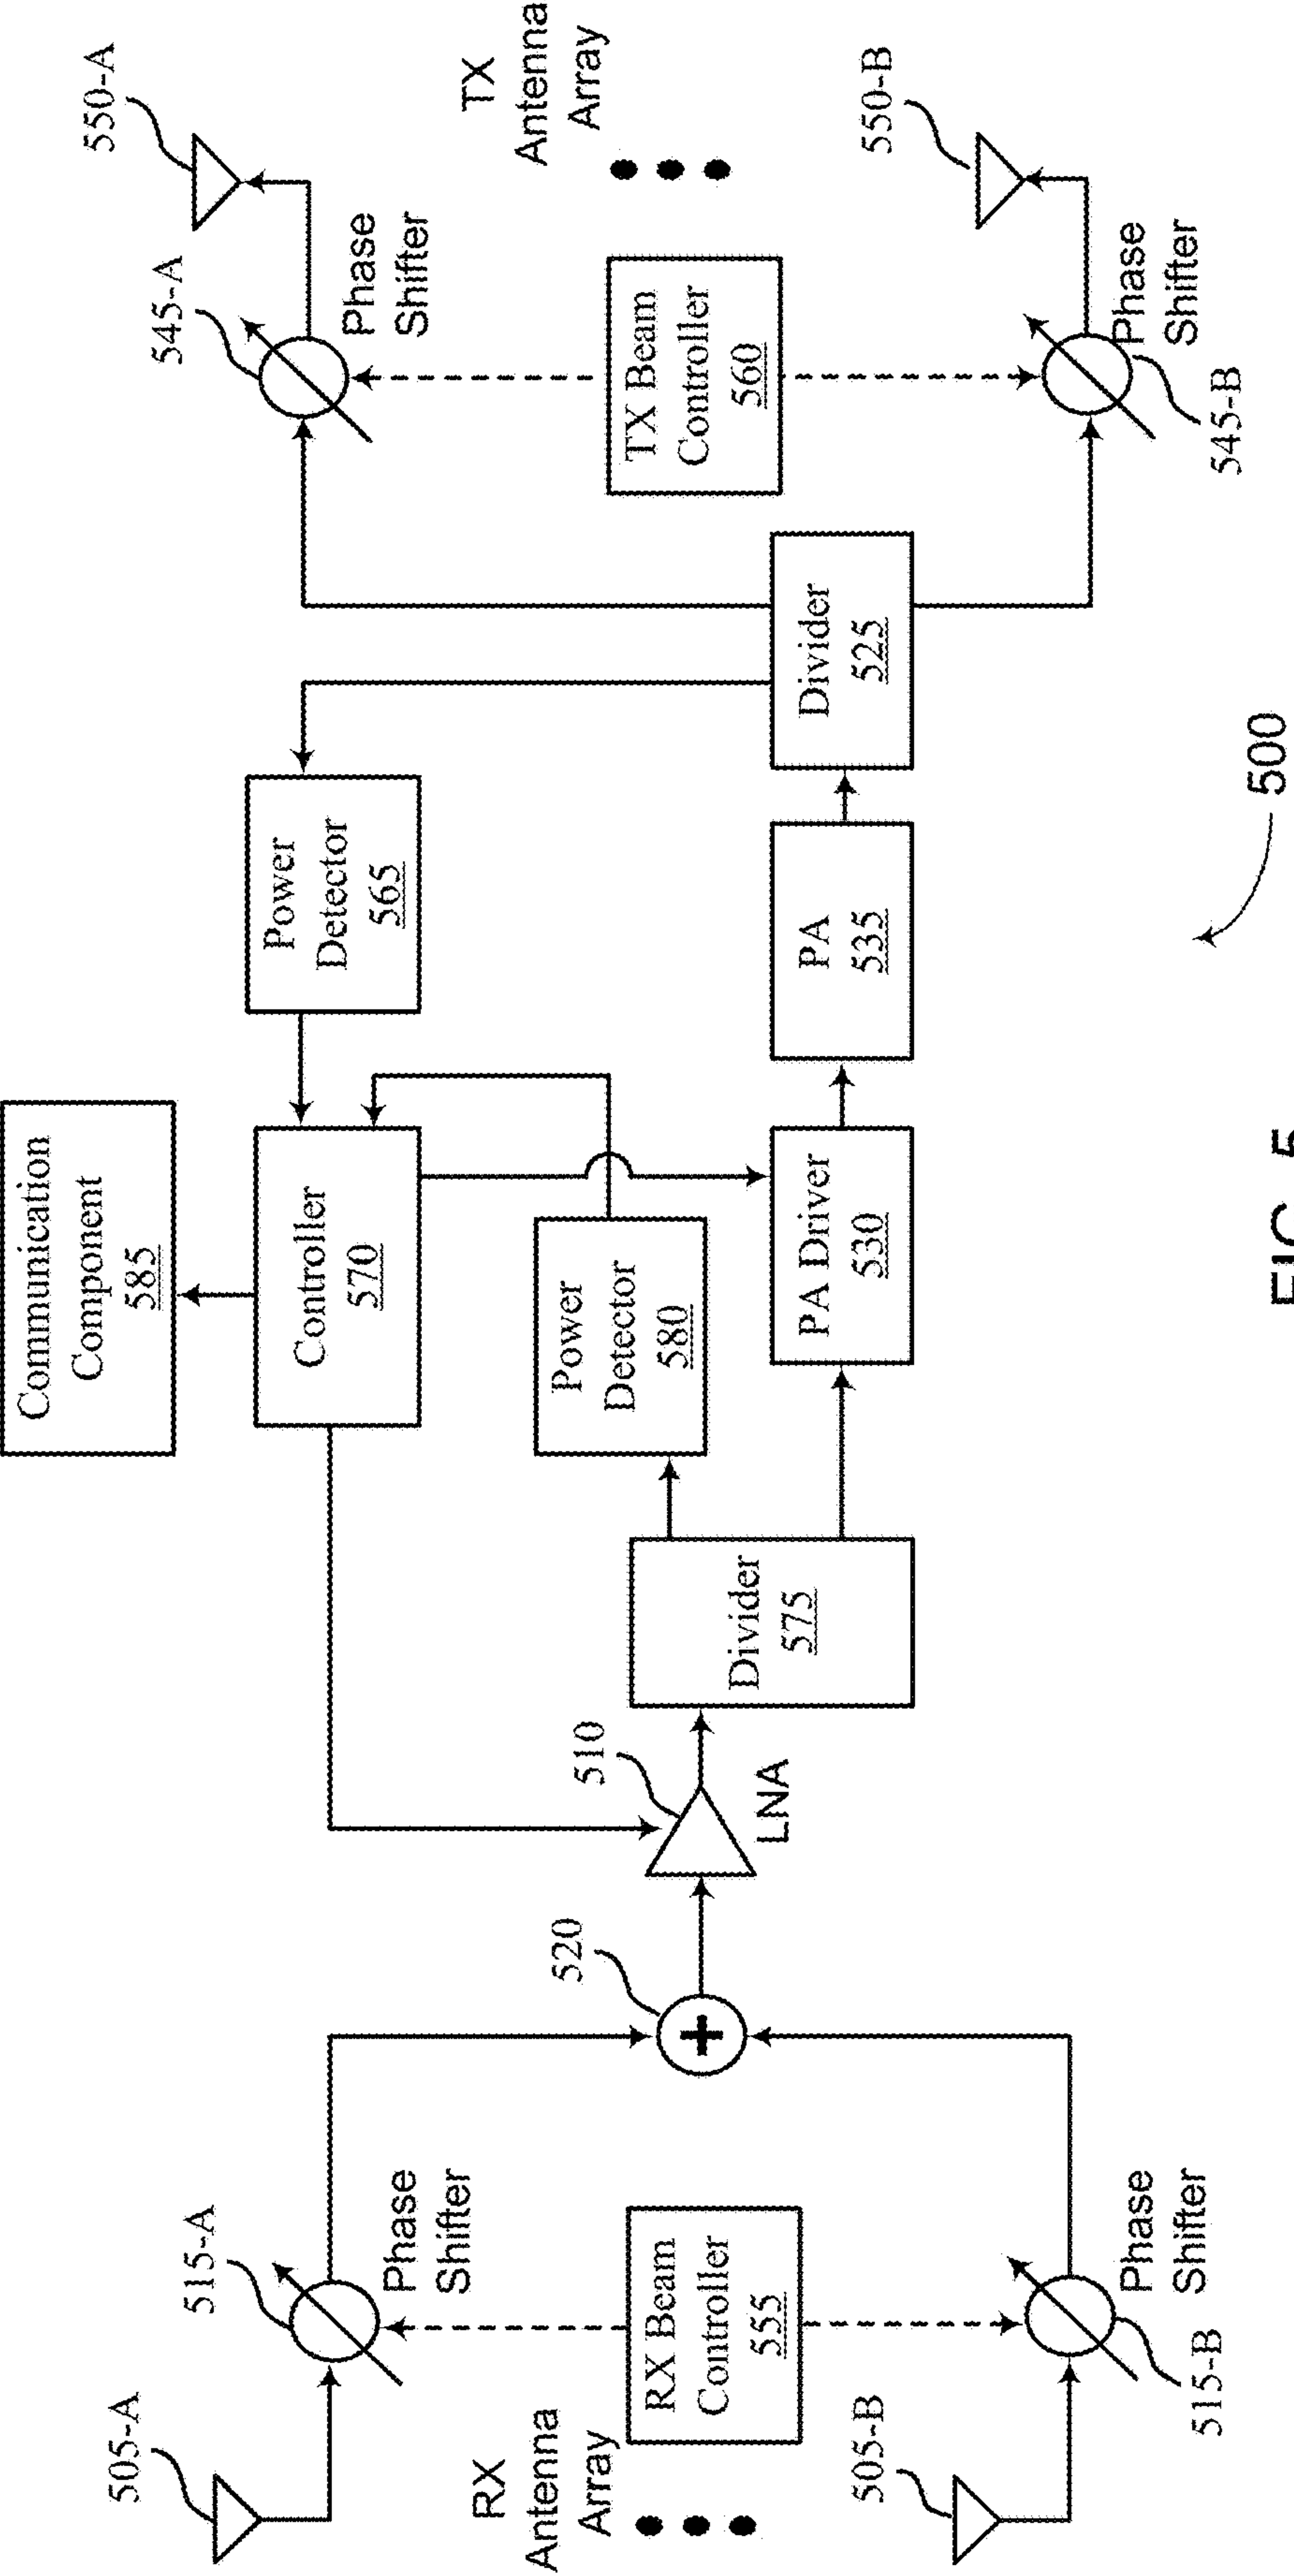 505-A
RX
Antenna
Array
505-B
515-A
Phase
Shifter
RX Beam
Controller
555
Phase
Shifter
515-B
520
510
LNA
Divider
575
Communication
Component
585
Controller
570
Power
Detector
580
PA Driver
530
Power
Detector
565
PA
535
Divider
525
545-A
Phase
Shifter
TX Beam
Controller
560
Phase
Shifter
545-B
550-A
TX
Antenna
Array
550-B
500
FIG. 5